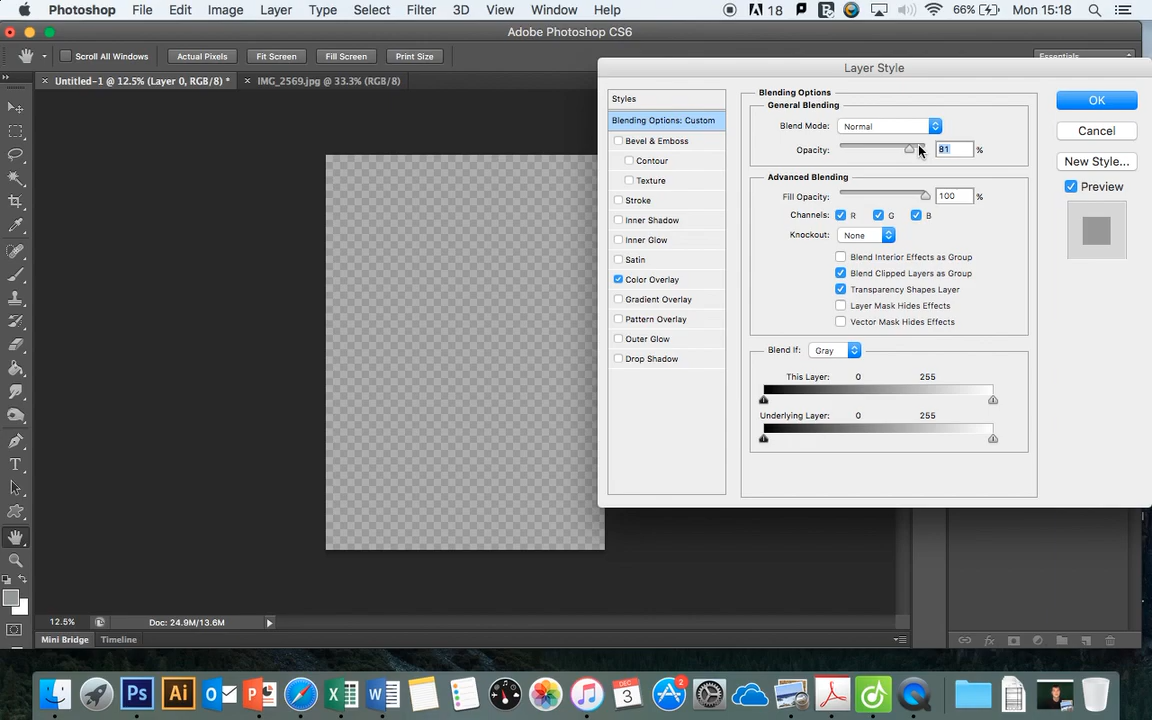 Photoshop File Edit Image Layer Type Select Filter 3D View Window Help 18 66% Mon 15:18
Adobe Photoshop CS6
Scroll All Windows Actual Pixels Fit Screen Fill Screen Print Size Essentials
Untitled-1 @ 12.5% (Layer 0, RGB/8) * IMG_2569.jpg @ 33.3% (RGB/8)
Layer Style
Styles
Blending Options: Custom
Bevel & Emboss
Contour
Texture
Stroke
Inner Shadow
Inner Glow
Satin
Color Overlay
Gradient Overlay
Pattern Overlay
Outer Glow
Drop Shadow
Blending Options
General Blending
Blend Mode: Normal
Opacity: 81 %
Advanced Blending
Fill Opacity: 100 %
Channels: R G B
Knockout: None
Blend Interior Effects as Group
Blend Clipped Layers as Group
Transparency Shapes Layer
Layer Mask Hides Effects
Vector Mask Hides Effects
Blend If: Gray
This Layer: 0 255
Underlying Layer: 0 255
OK
Cancel
New Style...
Preview
12.5% Doc: 24.9M/13.6M
Mini Bridge Timeline
fx
Ps Ai DEC 3 2